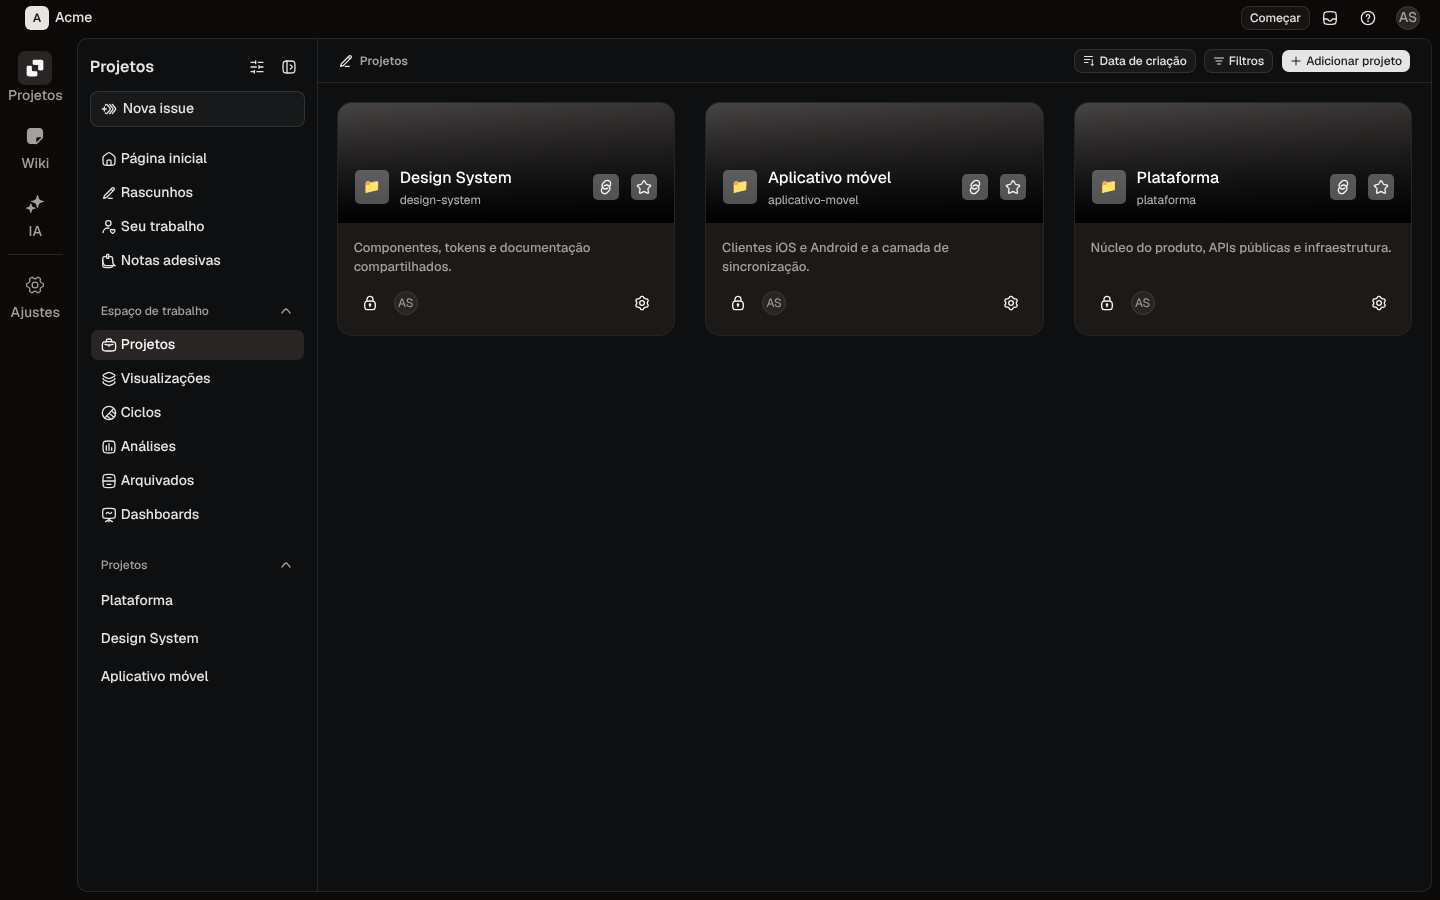 A Acme
Começar
AS
Projetos
Wiki
IA
Ajustes
Projetos
Nova issue
Página inicial
Rascunhos
Seu trabalho
Notas adesivas
Espaço de trabalho
Projetos
Visualizações
Ciclos
Análises
Arquivados
Dashboards
Projetos
Plataforma
Design System
Aplicativo móvel
Projetos
Data de criação
Filtros
Adicionar projeto
Design System
design-system
Componentes, tokens e documentação
compartilhados.
AS
Aplicativo móvel
aplicativo-movel
Clientes iOS e Android e a camada de
sincronização.
AS
Plataforma
plataforma
Núcleo do produto, APIs públicas e infraestrutura.
AS